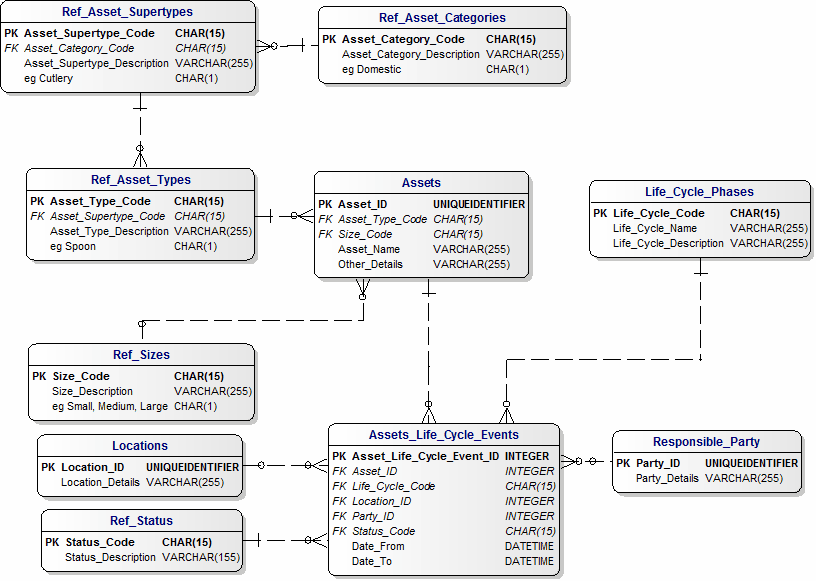 Ref_Asset_Supertypes
PK Asset_Supertype_Code CHAR(15)
FK Asset_Category_Code CHAR(15)
Asset_Supertype_Description VARCHAR(255)
eg Cutlery CHAR(1)
Ref_Asset_Categories
PK Asset_Category_Code CHAR(15)
Asset_Category_Description VARCHAR(255)
eg Domestic CHAR(1)
Ref_Asset_Types
PK Asset_Type_Code CHAR(15)
FK Asset_Supertype_Code CHAR(15)
Asset_Type_Description VARCHAR(255)
eg Spoon CHAR(1)
Assets
PK Asset_ID UNIQUEIDENTIFIER
FK Asset_Type_Code CHAR(15)
FK Size_Code CHAR(15)
Asset_Name VARCHAR(255)
Other_Details VARCHAR(255)
Life_Cycle_Phases
PK Life_Cycle_Code CHAR(15)
Life_Cycle_Name VARCHAR(255)
Life_Cycle_Description VARCHAR(255)
Ref_Sizes
PK Size_Code CHAR(15)
Size_Description VARCHAR(255)
eg Small, Medium, Large CHAR(1)
Locations
PK Location_ID UNIQUEIDENTIFIER
Location_Details VARCHAR(255)
Ref_Status
PK Status_Code CHAR(15)
Status_Description VARCHAR(155)
Assets_Life_Cycle_Events
PK Asset_Life_Cycle_Event_ID INTEGER
FK Asset_ID INTEGER
FK Life_Cycle_Code CHAR(15)
FK Location_ID INTEGER
FK Party_ID INTEGER
FK Status_Code CHAR(15)
Date_From DATETIME
Date_To DATETIME
Responsible_Party
PK Party_ID UNIQUEIDENTIFIER
Party_Details VARCHAR(255)